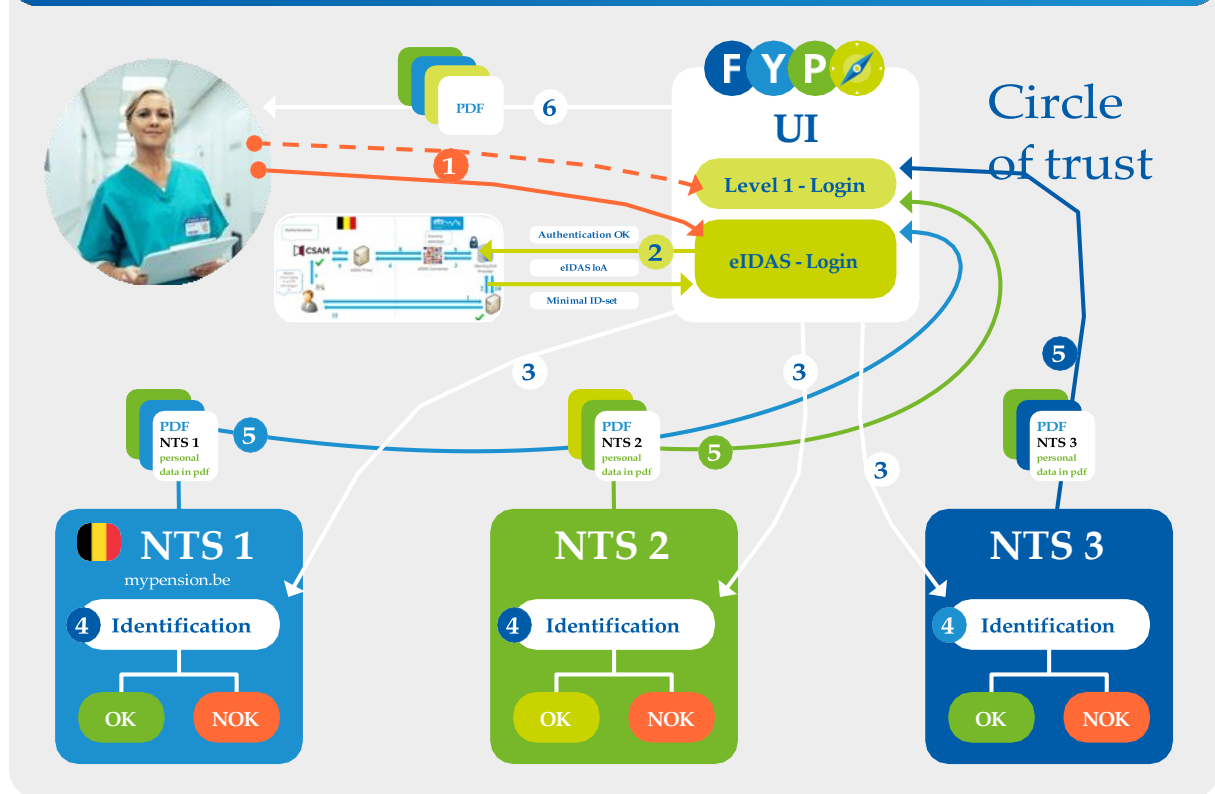 FYP
UI
Circle
of trust
PDF
6
1
Level 1 - Login
eIDAS - Login
Authentication OK
2
eIDAS loA
Minimal ID-set
CSAM
3
3
3
5
5
5
PDF
NTS 1
personal
data in pdf
PDF
NTS 2
personal
data in pdf
PDF
NTS 3
personal
data in pdf
NTS 1
mypension.be
4
Identification
OK
NOK
NTS 2
4
Identification
OK
NOK
NTS 3
4
Identification
OK
NOK